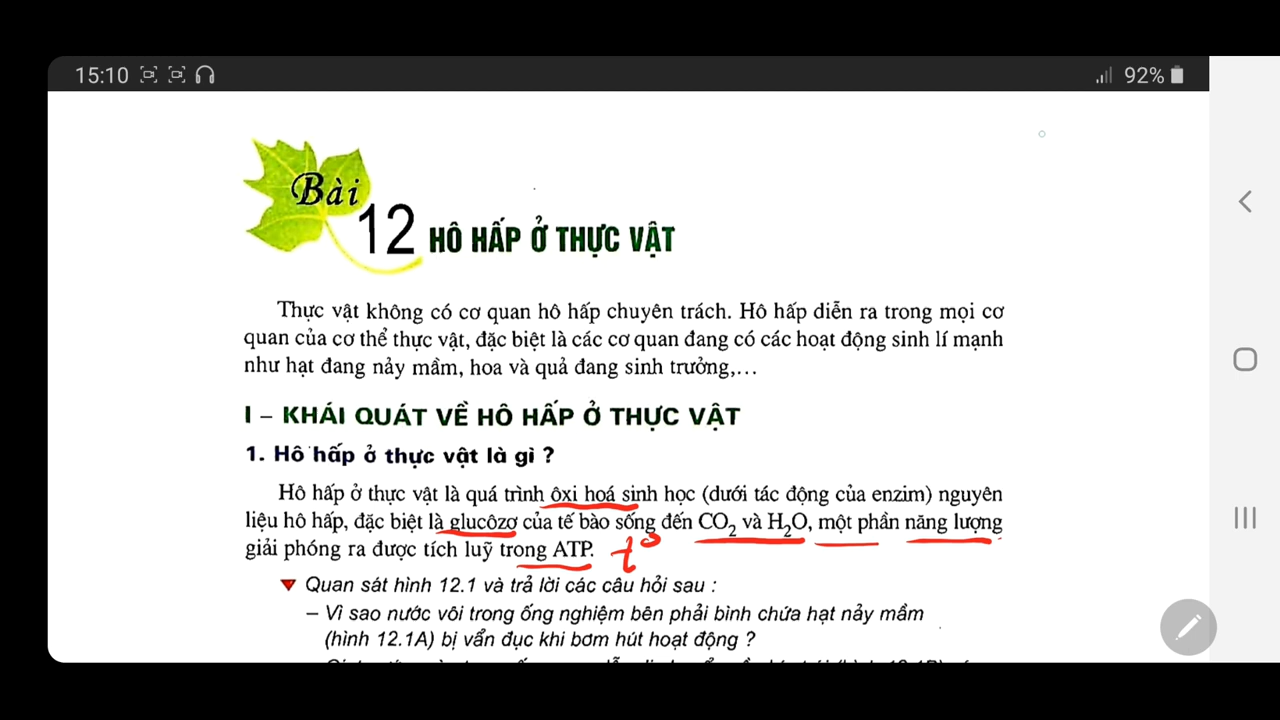 15:10 92%
Bài
12 HÔ HẤP Ở THỰC VẬT
Thực vật không có cơ quan hô hấp chuyên trách. Hô hấp diễn ra trong mọi cơ
quan của cơ thể thực vật, đặc biệt là các cơ quan đang có các hoạt động sinh lí mạnh
như hạt đang nảy mầm, hoa và quả đang sinh trưởng,...
I – KHÁI QUÁT VỀ HÔ HẤP Ở THỰC VẬT
1. Hô hấp ở thực vật là gì ?
Hô hấp ở thực vật là quá trình ôxi hoá sinh học (dưới tác động của enzim) nguyên
liệu hô hấp, đặc biệt là glucôzơ của tế bào sống đến CO₂ và H₂O, một phần năng lượng
giải phóng ra được tích luỹ trong ATP. t°
Quan sát hình 12.1 và trả lời các câu hỏi sau :
– Vì sao nước vôi trong ống nghiệm bên phải bình chứa hạt nảy mầm
(hình 12.1A) bị vẩn đục khi bơm hút hoạt động ?